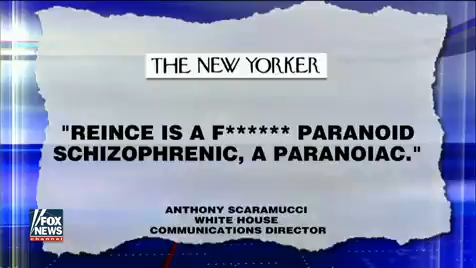 THE NEW YORKER
"REINCE IS A F****** PARANOID
SCHIZOPHRENIC, A PARANOIAC."
ANTHONY SCARAMUCCI
WHITE HOUSE
COMMUNICATIONS DIRECTOR
FOX
NEWS
channel